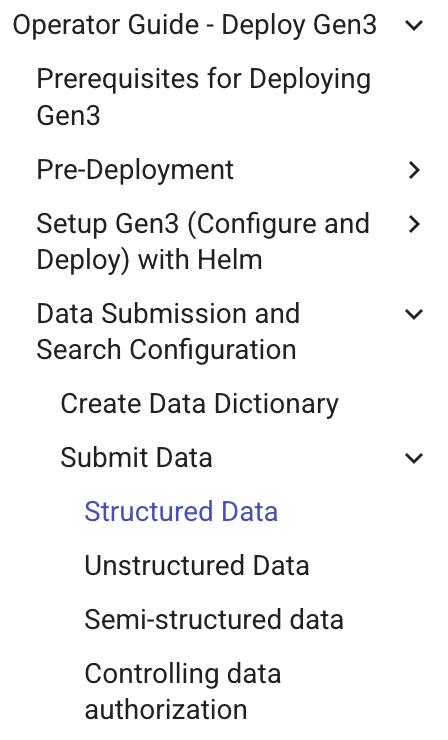 Operator Guide - Deploy Gen3
Prerequisites for Deploying
Gen3
Pre-Deployment
Setup Gen3 (Configure and
Deploy) with Helm
Data Submission and
Search Configuration
Create Data Dictionary
Submit Data
Structured Data
Unstructured Data
Semi-structured data
Controlling data
authorization